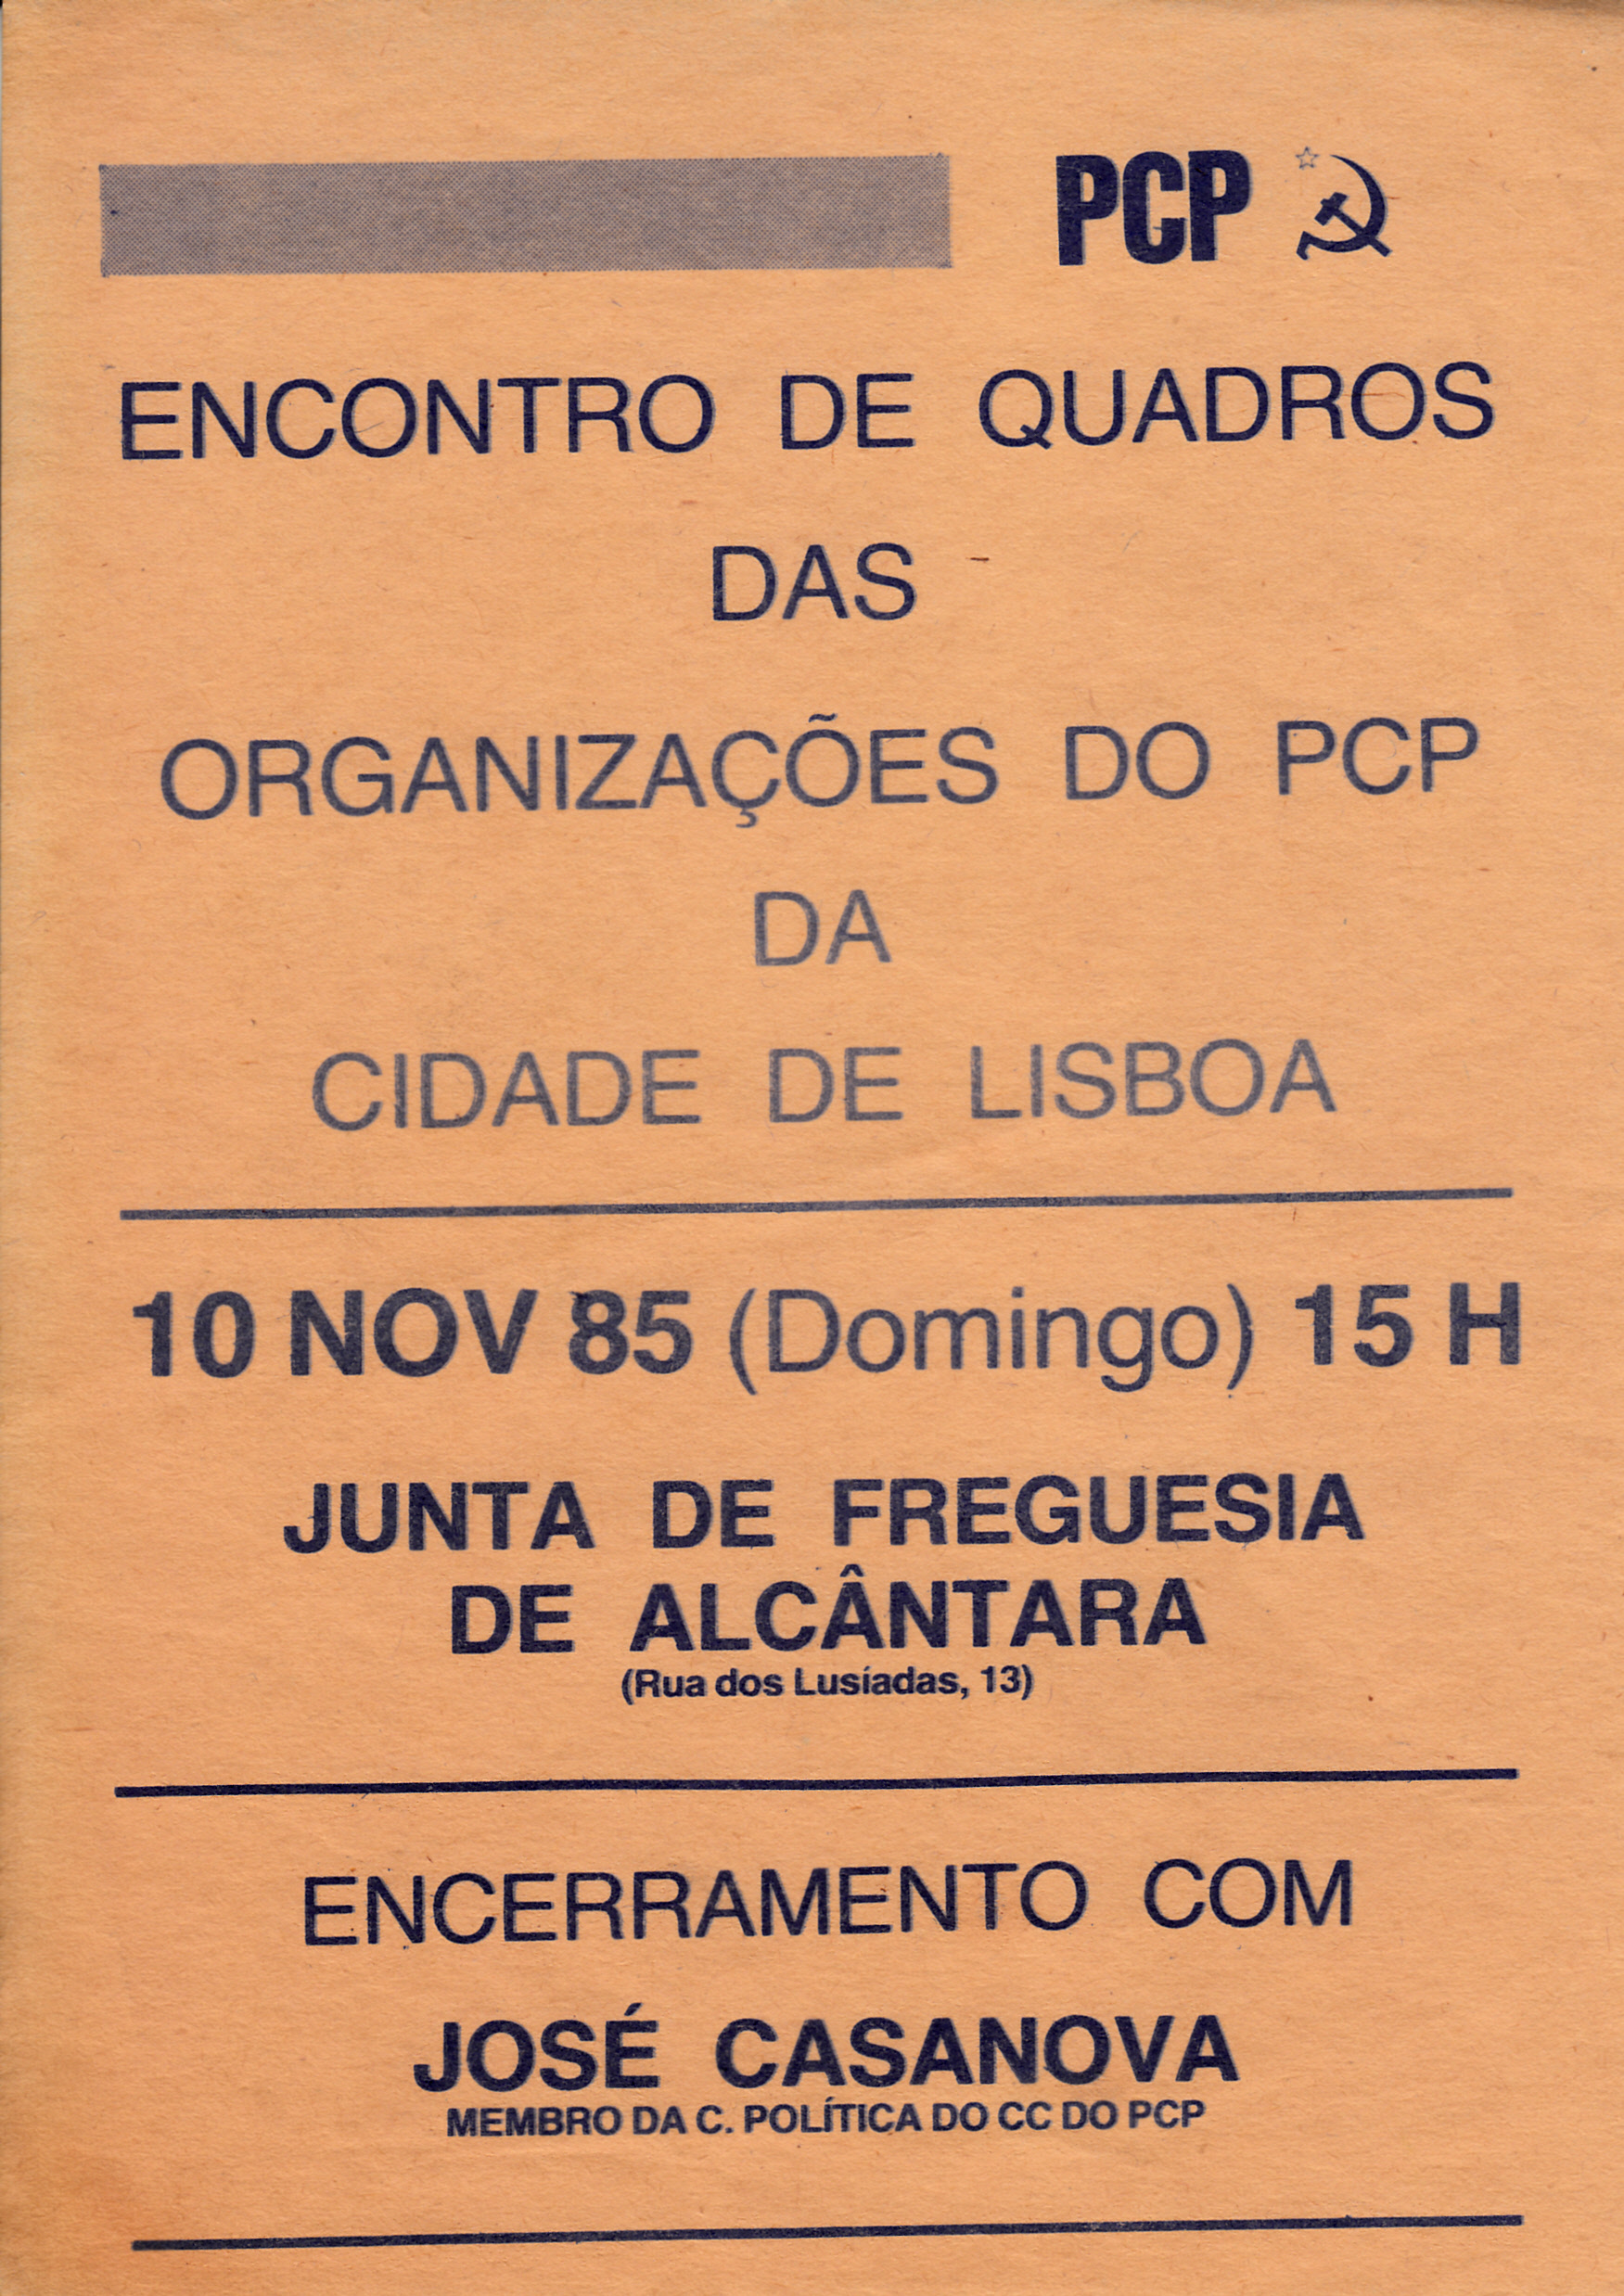 PCP
ENCONTRO DE QUADROS
DAS
ORGANIZAÇÕES DO PCP
DA
CIDADE DE LISBOA
10 NOV 85 (Domingo) 15 H
JUNTA DE FREGUESIA
DE ALCÂNTARA
(Rua dos Lusíadas, 13)
ENCERRAMENTO COM
JOSÉ CASANOVA
MEMBRO DA C. POLÍTICA DO CC DO PCP